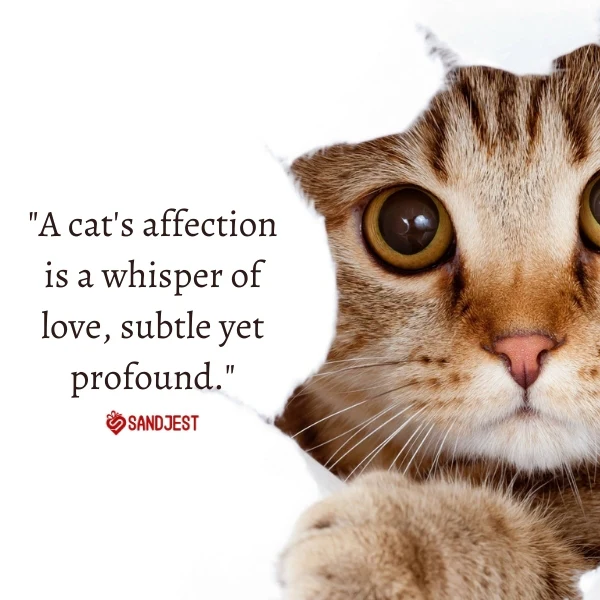 "A cat's affection
is a whisper of
love, subtle yet
profound."
SANDJEST